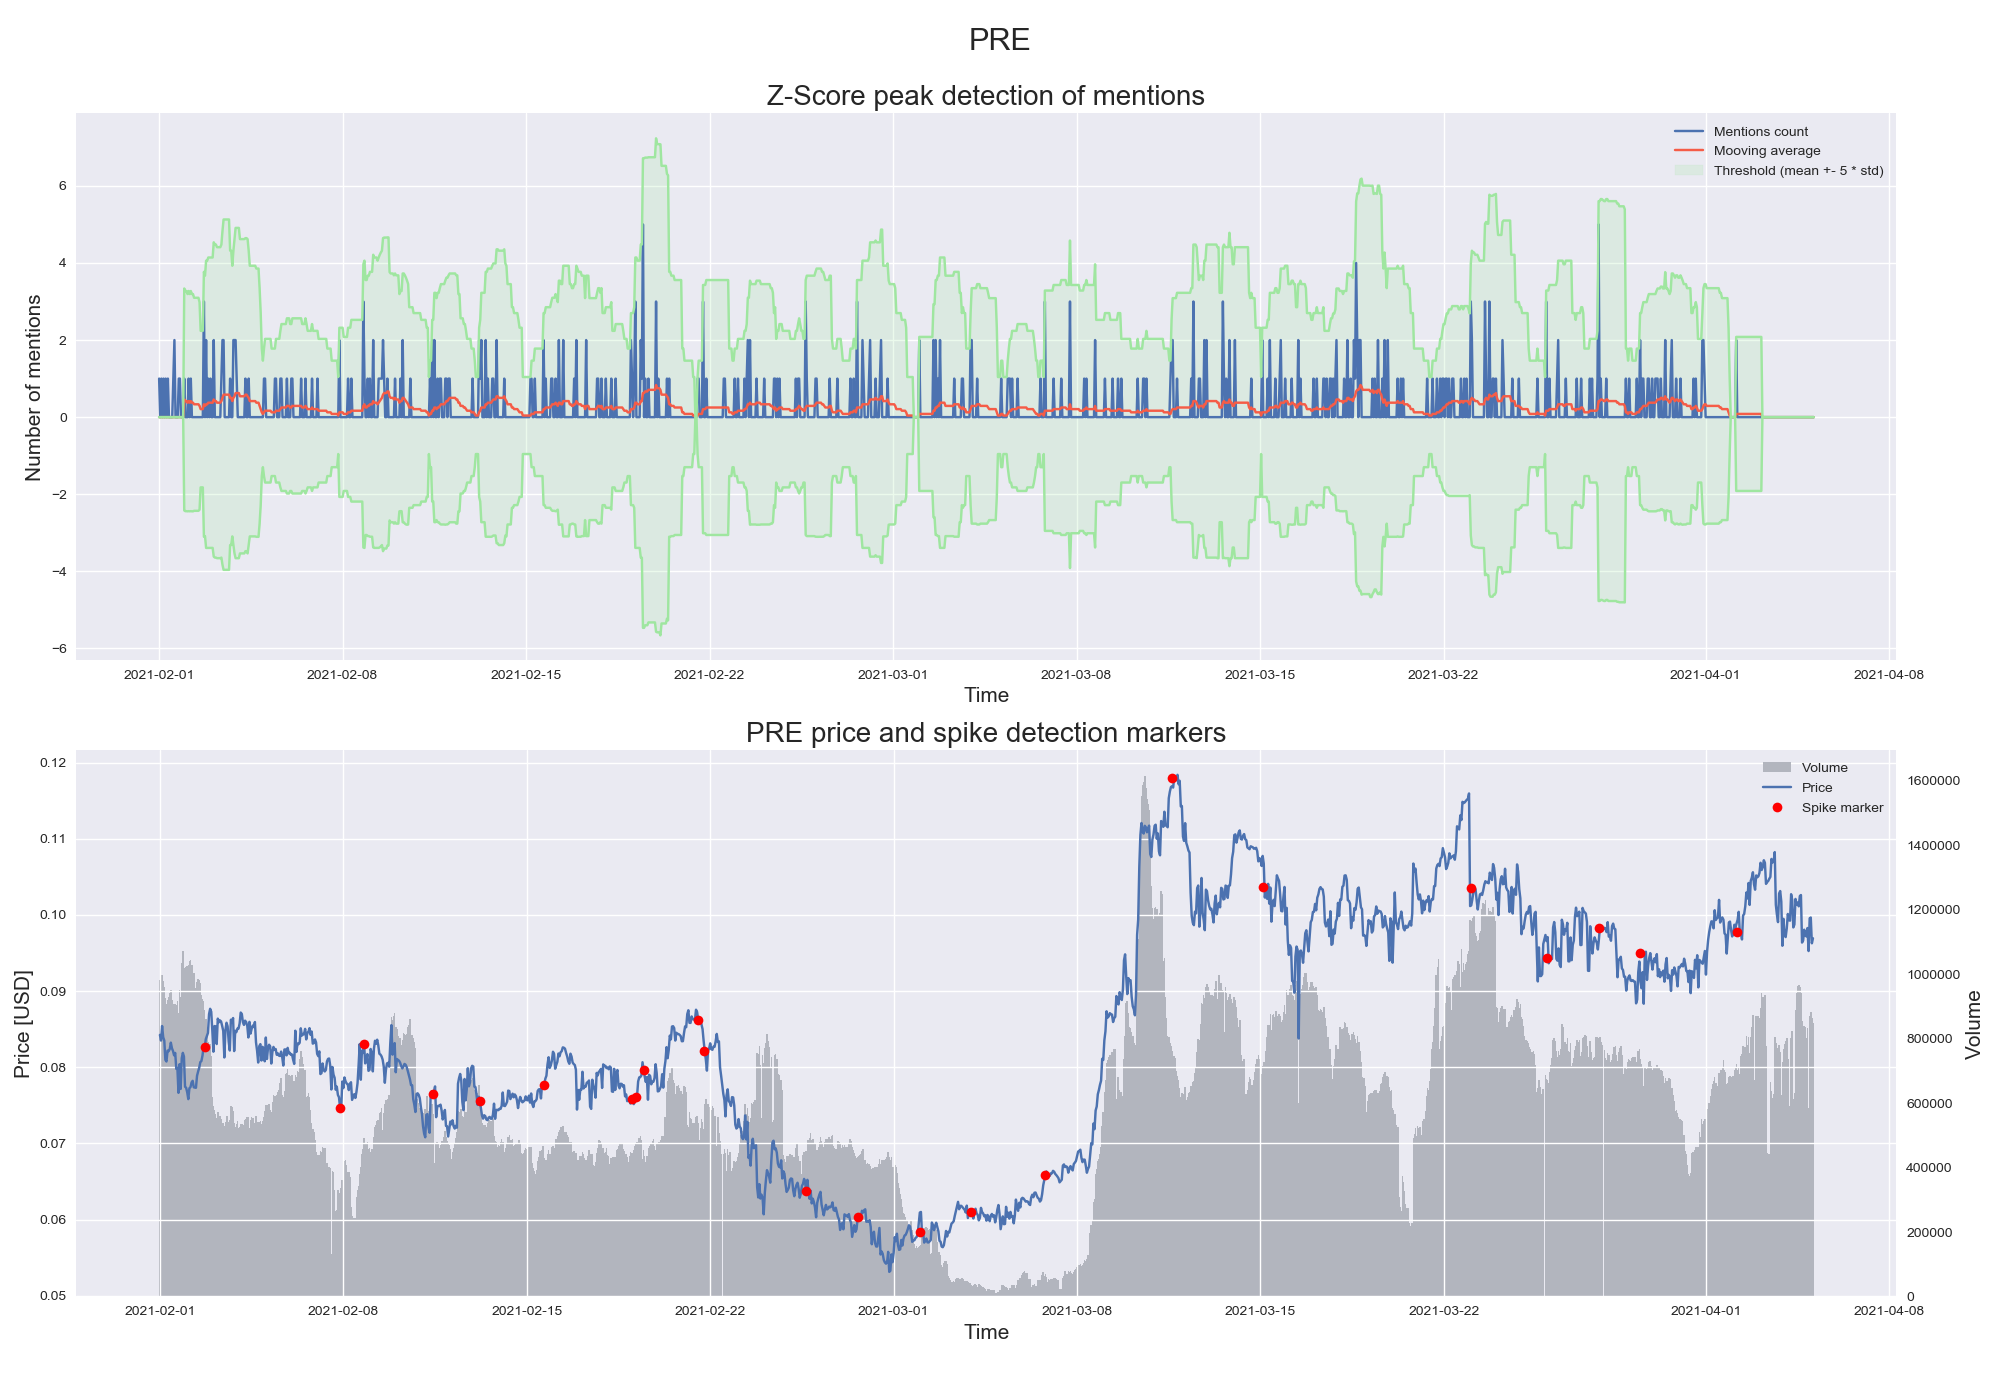 PRE
Z-Score peak detection of mentions
Mentions count
Mooving average
Threshold (mean +- 5 * std)
Number of mentions
6
4
2
0
−2
−4
−6
2021-02-01 2021-02-08 2021-02-15 2021-02-22 2021-03-01 2021-03-08 2021-03-15 2021-03-22 2021-04-01 2021-04-08
Time
PRE price and spike detection markers
Volume
Price
Spike marker
Price [USD]
0.12
0.11
0.10
0.09
0.08
0.07
0.06
0.05
1600000
1400000
1200000
1000000
800000
600000
400000
200000
0
Volume
2021-02-01 2021-02-08 2021-02-15 2021-02-22 2021-03-01 2021-03-08 2021-03-15 2021-03-22 2021-04-01 2021-04-08
Time